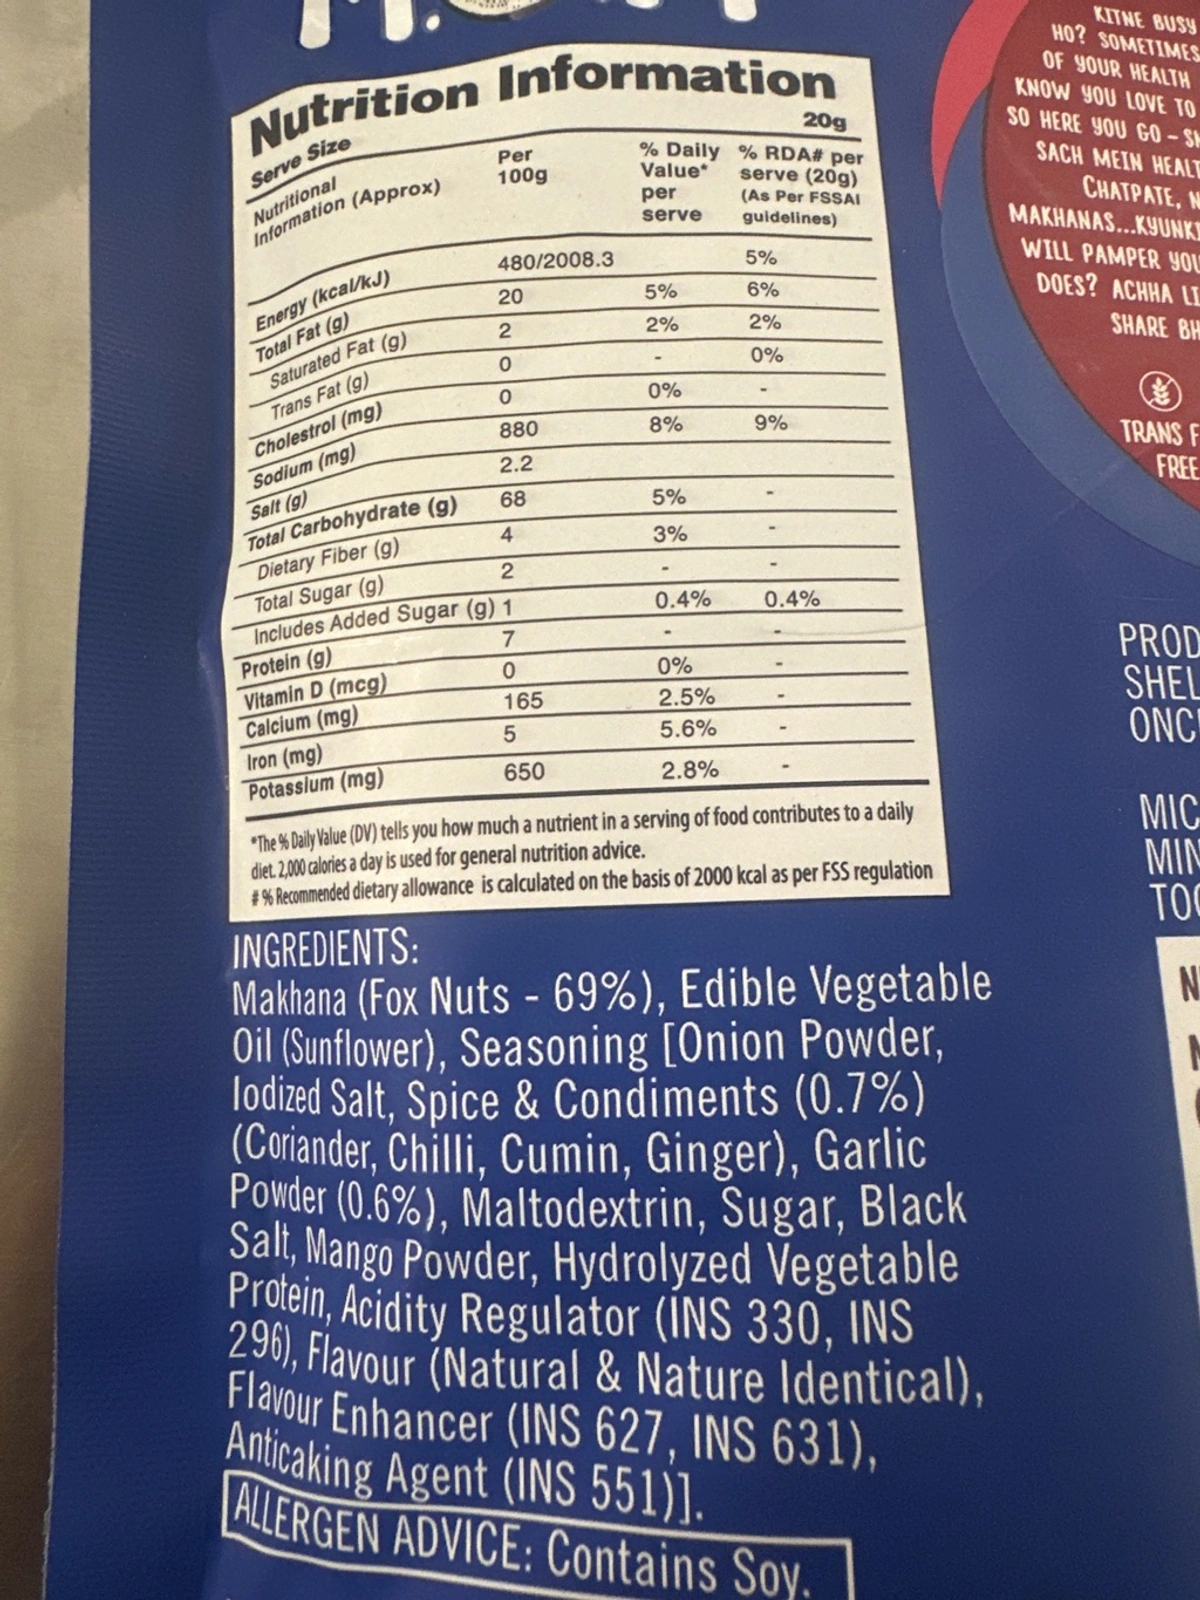 Nutrition Information
Serve Size 20g
Nutritional Information (Approx) Per 100g % Daily Value* per serve % RDA# per serve (20g) (As Per FSSAI guidelines)
Energy (kcal/kJ) 480/2008.3 5%
Total Fat (g) 20 5% 6%
Saturated Fat (g) 2 2% 2%
Trans Fat (g) 0 - 0%
Cholestrol (mg) 0 0% -
Sodium (mg) 880 8% 9%
Salt (g) 2.2
Total Carbohydrate (g) 68 5% -
Dietary Fiber (g) 4 3% -
Total Sugar (g) 2 - -
Includes Added Sugar (g) 1 0.4% 0.4%
Protein (g) 7 - -
Vitamin D (mcg) 0 0% -
Calcium (mg) 165 2.5% -
Iron (mg) 5 5.6% -
Potassium (mg) 650 2.8% -
*The % Daily Value (DV) tells you how much a nutrient in a serving of food contributes to a daily
diet. 2,000 calories a day is used for general nutrition advice.
# % Recommended dietary allowance is calculated on the basis of 2000 kcal as per FSS regulation
INGREDIENTS:
Makhana (Fox Nuts - 69%), Edible Vegetable
Oil (Sunflower), Seasoning [Onion Powder,
Iodized Salt, Spice & Condiments (0.7%)
(Coriander, Chilli, Cumin, Ginger), Garlic
Powder (0.6%), Maltodextrin, Sugar, Black
Salt, Mango Powder, Hydrolyzed Vegetable
Protein, Acidity Regulator (INS 330, INS
296), Flavour (Natural & Nature Identical),
Flavour Enhancer (INS 627, INS 631),
Anticaking Agent (INS 551)].
ALLERGEN ADVICE: Contains Soy.
KITNE BUSY
HO? SOMETIMES
OF YOUR HEALTH
KNOW YOU LOVE TO
SO HERE YOU GO -
SACH MEIN
CHATPATE,
MAKHANAS...
WILL PAMPER
DOES? ACHHA
SHARE
TRANS
FREE